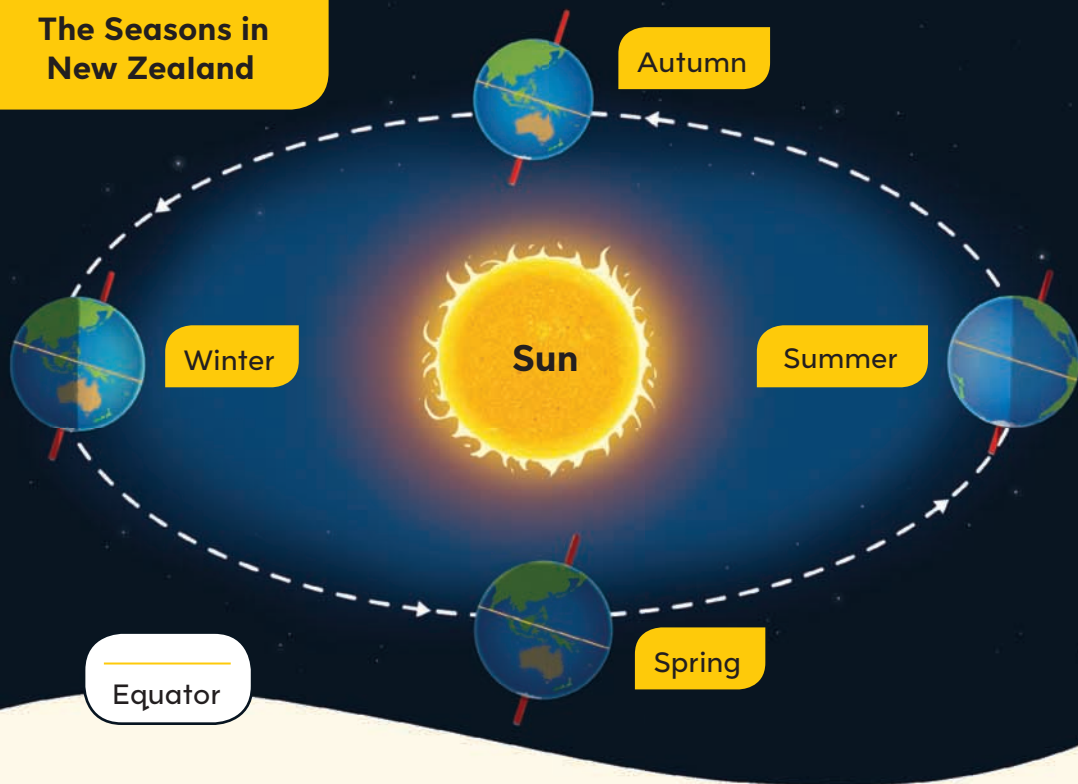 The Seasons in
New Zealand
Autumn
Winter
Sun
Summer
Spring
Equator